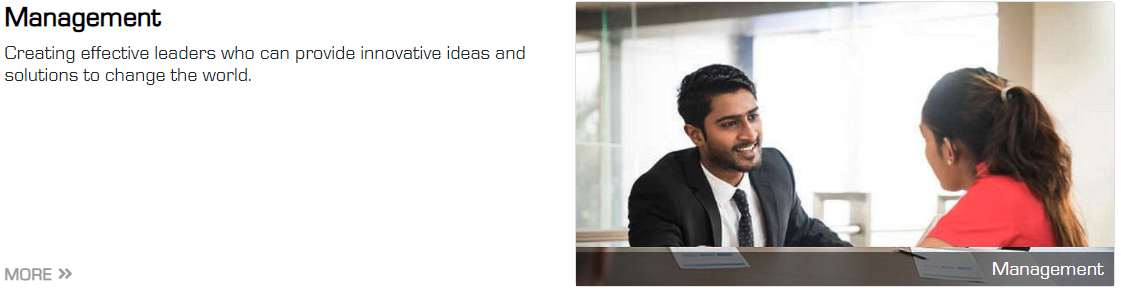 Management
Creating effective leaders who can provide innovative ideas and
solutions to change the world.
MORE »
Management